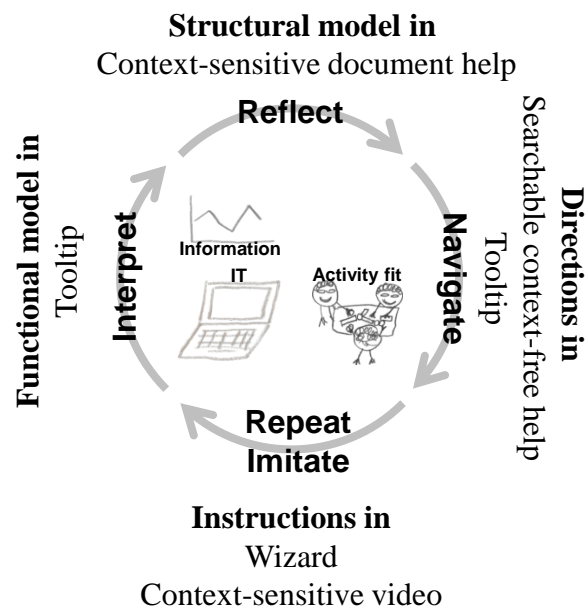 Structural model in
Context-sensitive document help
Reflect
Functional model in
Tooltip
Interpret
Information
IT
Activity fit
Navigate
Directions in
Searchable context-free help
Tooltip
Repeat
Imitate
Instructions in
Wizard
Context-sensitive video